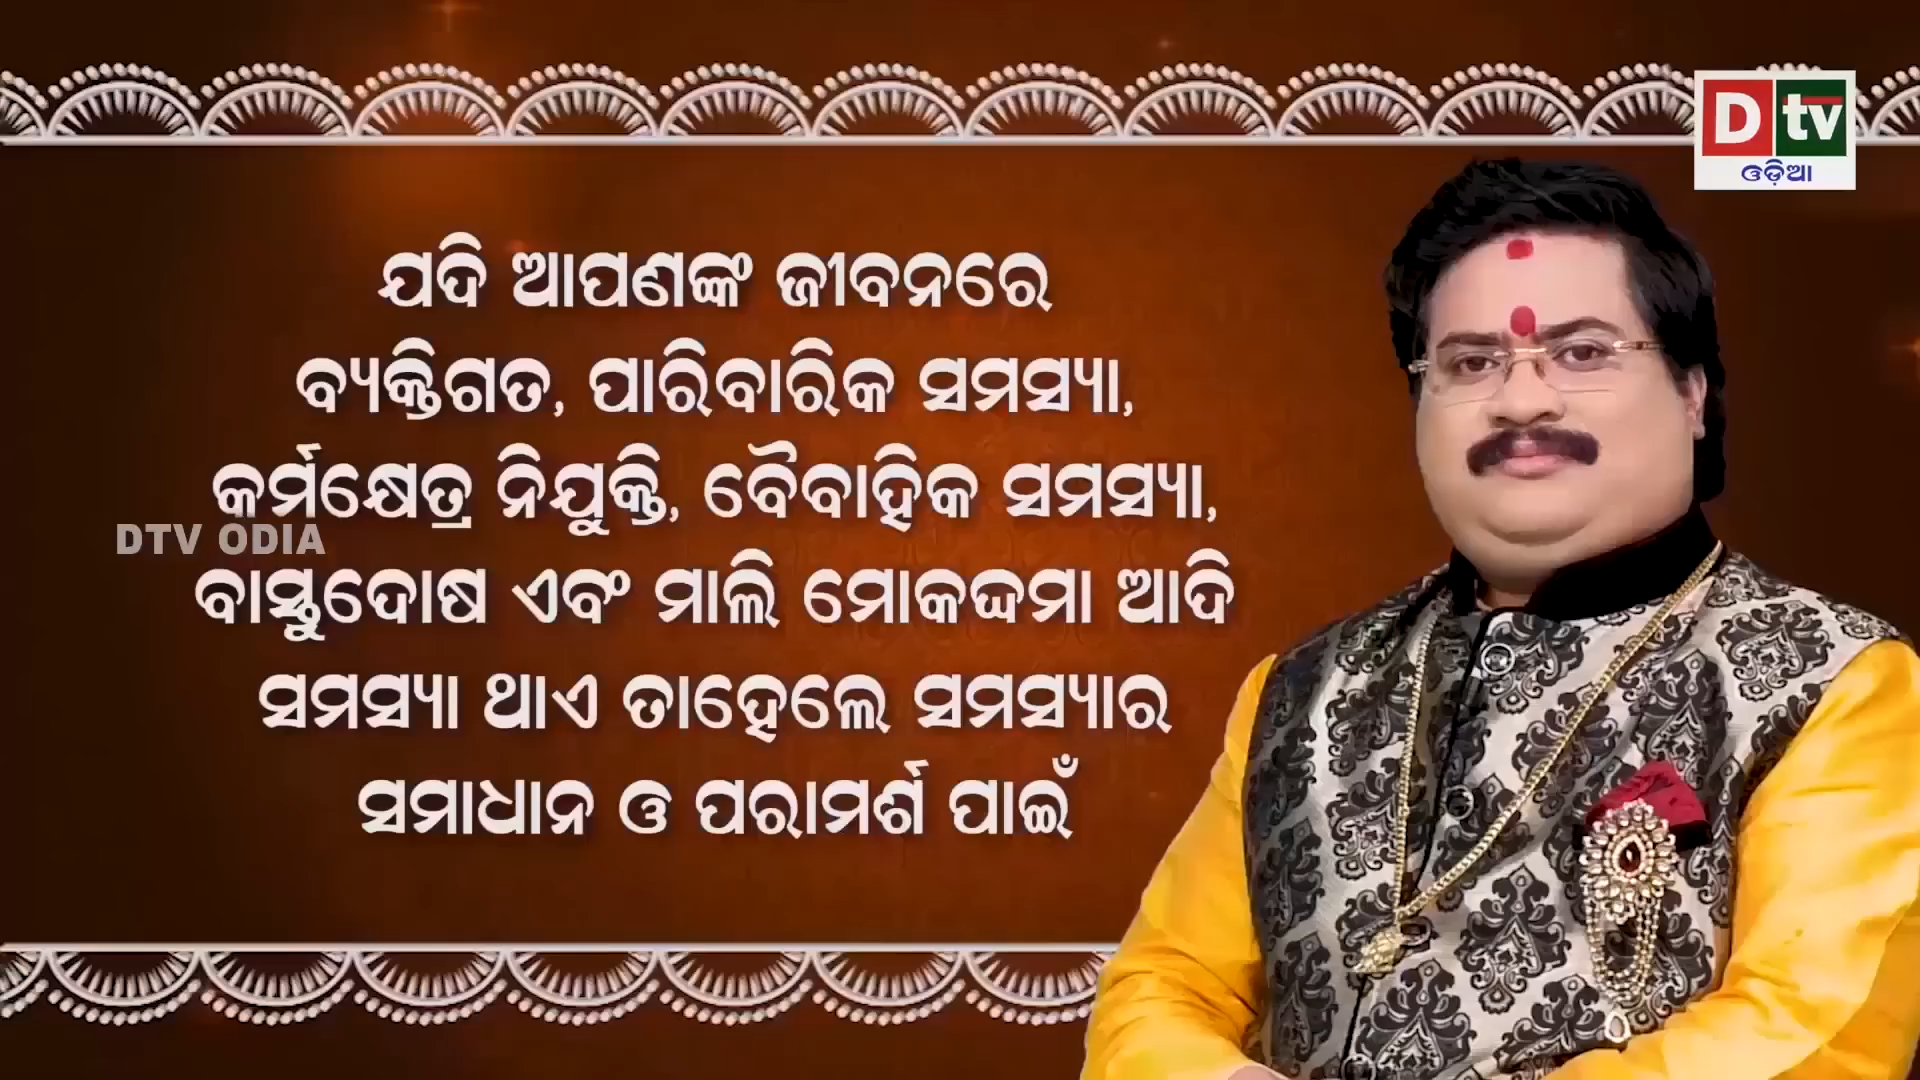 D tv
ଓଡ଼ିଆ
ଯଦି ଆପଣଙ୍କ ଜୀବନରେ
ବ୍ୟକ୍ତିଗତ, ପାରିବାରିକ ସମସ୍ୟା,
କର୍ମକ୍ଷେତ୍ର ନିଯୁକ୍ତି, ବୈବାହିକ ସମସ୍ୟା,
DTV ODIA
ବାସ୍ତୁଦୋଷ ଏବଂ ମାଲି ମୋକଦ୍ଦମା ଆଦି
ସମସ୍ୟା ଥାଏ ତାହେଲେ ସମସ୍ୟାର
ସମାଧାନ ଓ ପରାମର୍ଶ ପାଇଁ